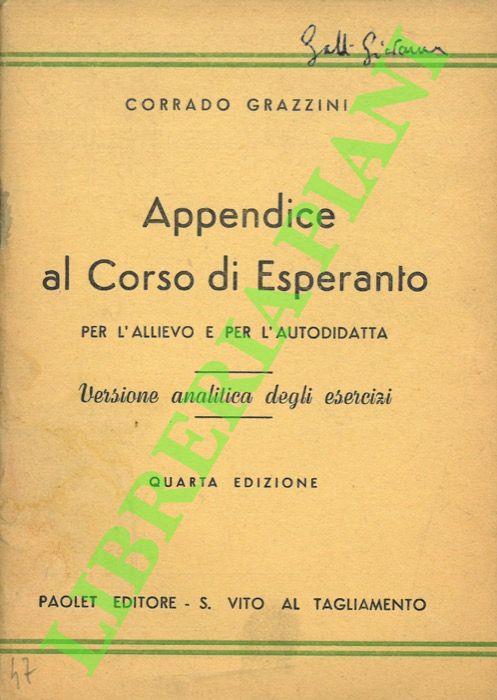 CORRADO GRAZZINI
Appendice
al Corso di Esperanto
PER L'ALLIEVO E PER L'AUTODIDATTA
Versione analitica degli esercizi
QUARTA EDIZIONE
PAOLET EDITORE - S. VITO AL TAGLIAMENTO
47
LIBRERIA PIANI